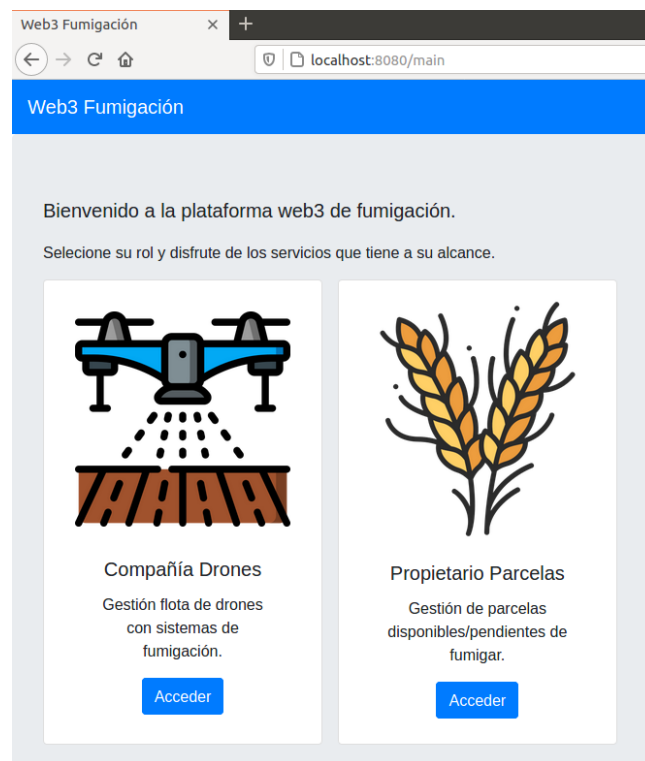 Web3 Fumigación
localhost:8080/main
Web3 Fumigación
Bienvenido a la plataforma web3 de fumigación.
Selecione su rol y disfrute de los servicios que tiene a su alcance.
Compañía Drones
Gestión flota de drones
con sistemas de
fumigación.
Acceder
Propietario Parcelas
Gestión de parcelas
disponibles/pendientes de
fumigar.
Acceder